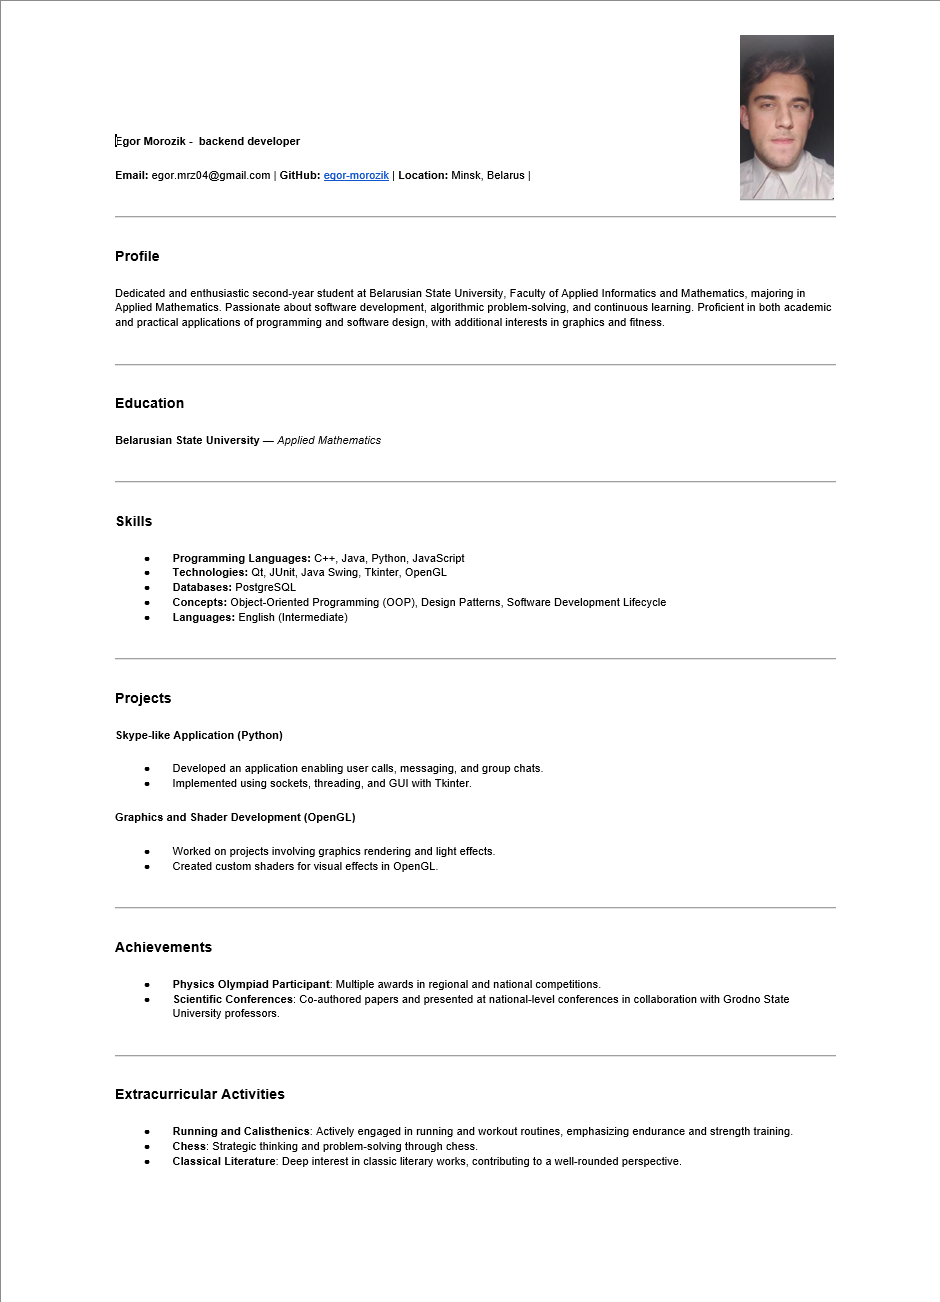 Egor Morozik -  backend developer
Email: egor.mrz04@gmail.com | GitHub: egor-morozik | Location: Minsk, Belarus |
Profile
Dedicated and enthusiastic second-year student at Belarusian State University, Faculty of Applied Informatics and Mathematics, majoring in
Applied Mathematics. Passionate about software development, algorithmic problem-solving, and continuous learning. Proficient in both academic
and practical applications of programming and software design, with additional interests in graphics and fitness.
Education
Belarusian State University — Applied Mathematics
Skills
● Programming Languages: C++, Java, Python, JavaScript
● Technologies: Qt, JUnit, Java Swing, Tkinter, OpenGL
● Databases: PostgreSQL
● Concepts: Object-Oriented Programming (OOP), Design Patterns, Software Development Lifecycle
● Languages: English (Intermediate)
Projects
Skype-like Application (Python)
● Developed an application enabling user calls, messaging, and group chats.
● Implemented using sockets, threading, and GUI with Tkinter.
Graphics and Shader Development (OpenGL)
● Worked on projects involving graphics rendering and light effects.
● Created custom shaders for visual effects in OpenGL.
Achievements
● Physics Olympiad Participant: Multiple awards in regional and national competitions.
● Scientific Conferences: Co-authored papers and presented at national-level conferences in collaboration with Grodno State
University professors.
Extracurricular Activities
● Running and Calisthenics: Actively engaged in running and workout routines, emphasizing endurance and strength training.
● Chess: Strategic thinking and problem-solving through chess.
● Classical Literature: Deep interest in classic literary works, contributing to a well-rounded perspective.